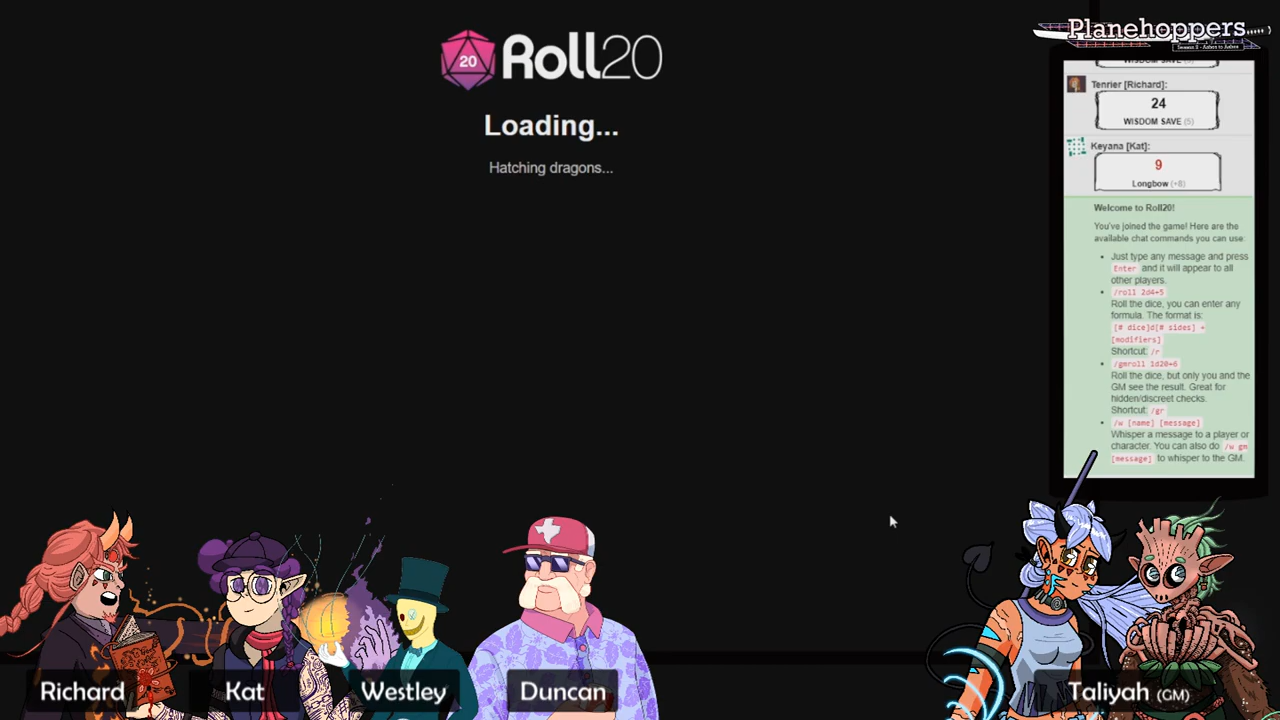 20
Roll20
Loading...
Hatching dragons...
Planehoppers
WISDOM SAVE
Tenrier [Richard]:
24
WISDOM SAVE (5)
Keyana [Kat]:
9
Longbow (+8)
Welcome to Roll20!
You've joined the game! Here are the
available chat commands you can use:
• Just type any message and press
Enter and it will appear to all
other players.
• /roll 2d4+5
Roll the dice, you can enter any
formula. The format is:
[# dice]d[# sides] +
[modifiers]
Shortcut: /r
• /gmroll 1d20+6
Roll the dice, but only you and the
GM see the result. Great for
hidden/discreet checks.
Shortcut: /gr
• /w [name] [message]
Whisper a message to a player or
character. You can also do /w gm
[message] to whisper to the GM.
Richard
Kat
Westley
Duncan
Taliyah (GM)